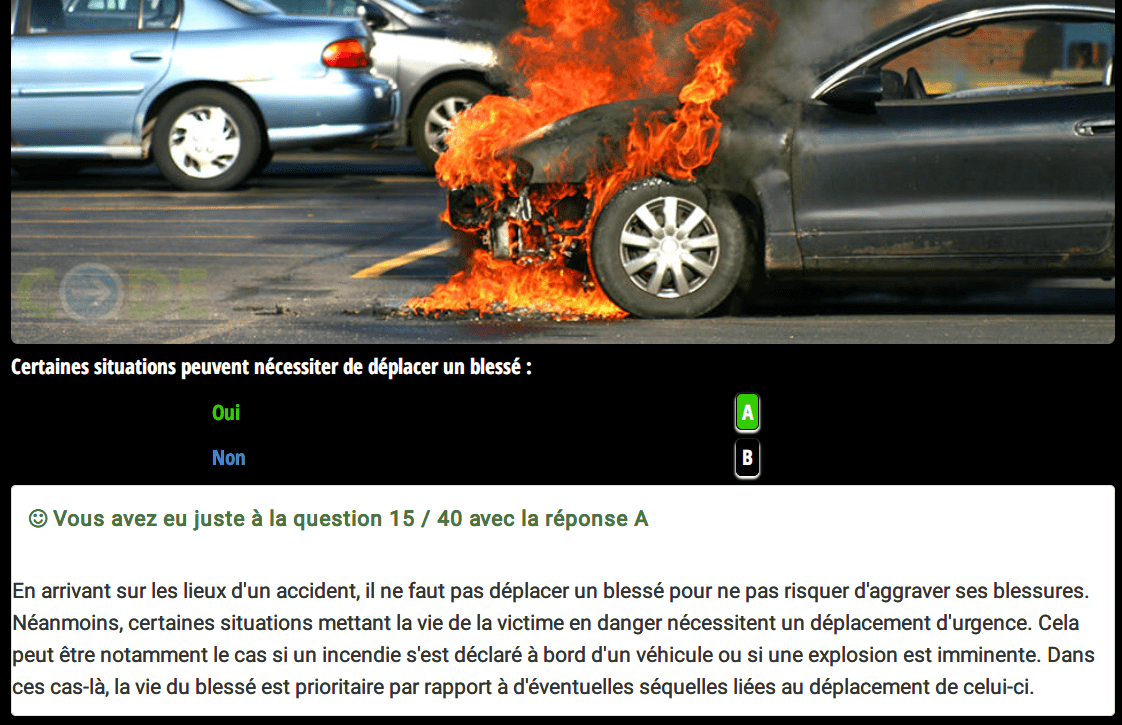 CODE
Certaines situations peuvent nécessiter de déplacer un blessé :
Oui A
Non B
Vous avez eu juste à la question 15 / 40 avec la réponse A
En arrivant sur les lieux d'un accident, il ne faut pas déplacer un blessé pour ne pas risquer d'aggraver ses blessures.
Néanmoins, certaines situations mettant la vie de la victime en danger nécessitent un déplacement d'urgence. Cela
peut être notamment le cas si un incendie s'est déclaré à bord d'un véhicule ou si une explosion est imminente. Dans
ces cas-là, la vie du blessé est prioritaire par rapport à d'éventuelles séquelles liées au déplacement de celui-ci.